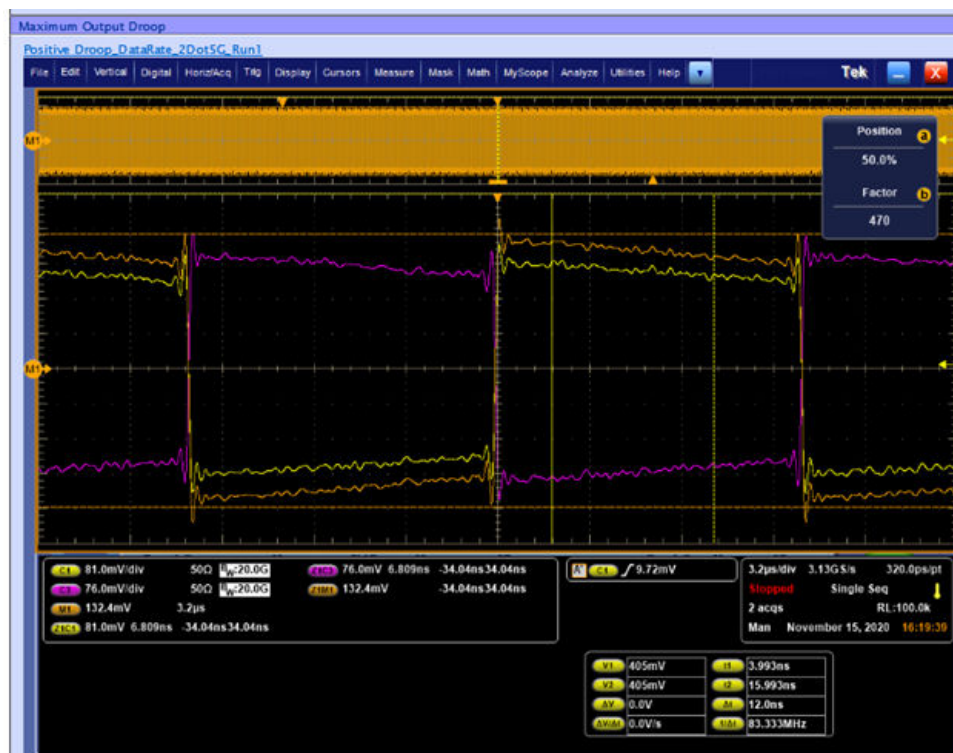 Maximum Output Droop
Positive_Droop_DataRate_2Dot5G_Run1
File Edit Vertical Digital Horiz/Acq Trig Display Cursors Measure Mask Math MyScope Analyze Utilities Help Tek X
Position a
50.0%
Factor b
470
M1
M1
C1 81.0mV/div 50Ω BW:20.0G Z1C3 76.0mV 6.809ns -34.04ns34.04ns
C3 76.0mV/div 50Ω BW:20.0G Z1M1 132.4mV -34.04ns34.04ns
M1 132.4mV 3.2µs
Z1C1 81.0mV 6.809ns -34.04ns34.04ns
A' C1 9.72mV
3.2µs/div 3.13GS/s 320.0ps/pt
Stopped Single Seq
2 acqs RL:100.0k
Man November 15, 2020 16:19:39
V1 405mV t1 3.993ns
V2 405mV t2 15.993ns
ΔV 0.0V Δt 12.0ns
ΔV/Δt 0.0V/s 1/Δt 83.333MHz